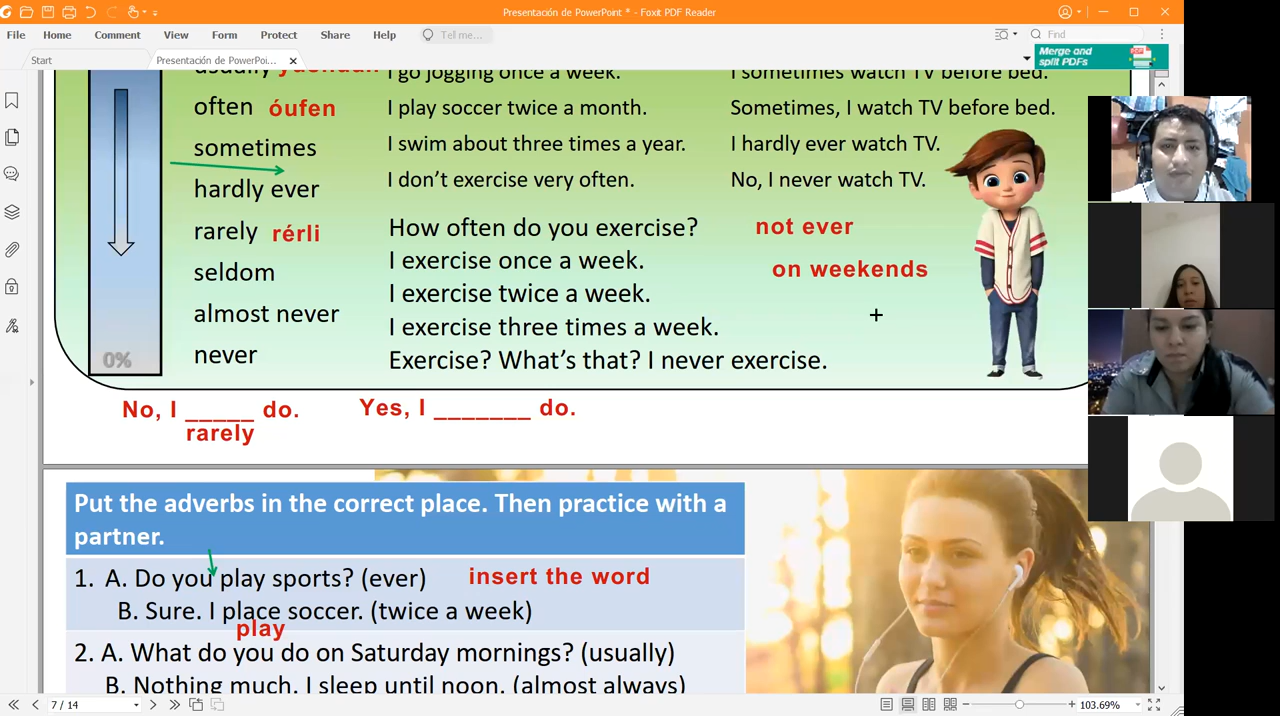 Presentación de PowerPoint * - Foxit PDF Reader
File Home Comment View Form Protect Share Help Tell me... Find
Start Presentación de PowerPoi... Merge and split PDFs
usually
I go jogging once a week. I sometimes watch TV before bed.
often óufen I play soccer twice a month. Sometimes, I watch TV before bed.
sometimes I swim about three times a year. I hardly ever watch TV.
hardly ever I don't exercise very often. No, I never watch TV.
rarely rérli How often do you exercise? not ever
seldom I exercise once a week. on weekends
almost never I exercise twice a week.
I exercise three times a week.
0% never Exercise? What's that? I never exercise.
No, I _____ do. Yes, I _______ do.
rarely
Put the adverbs in the correct place. Then practice with a
partner.
1. A. Do you play sports? (ever) insert the word
B. Sure. I place soccer. (twice a week)
play
2. A. What do you do on Saturday mornings? (usually)
B. Nothing much. I sleep until noon. (almost always)
7 / 14 103.69%